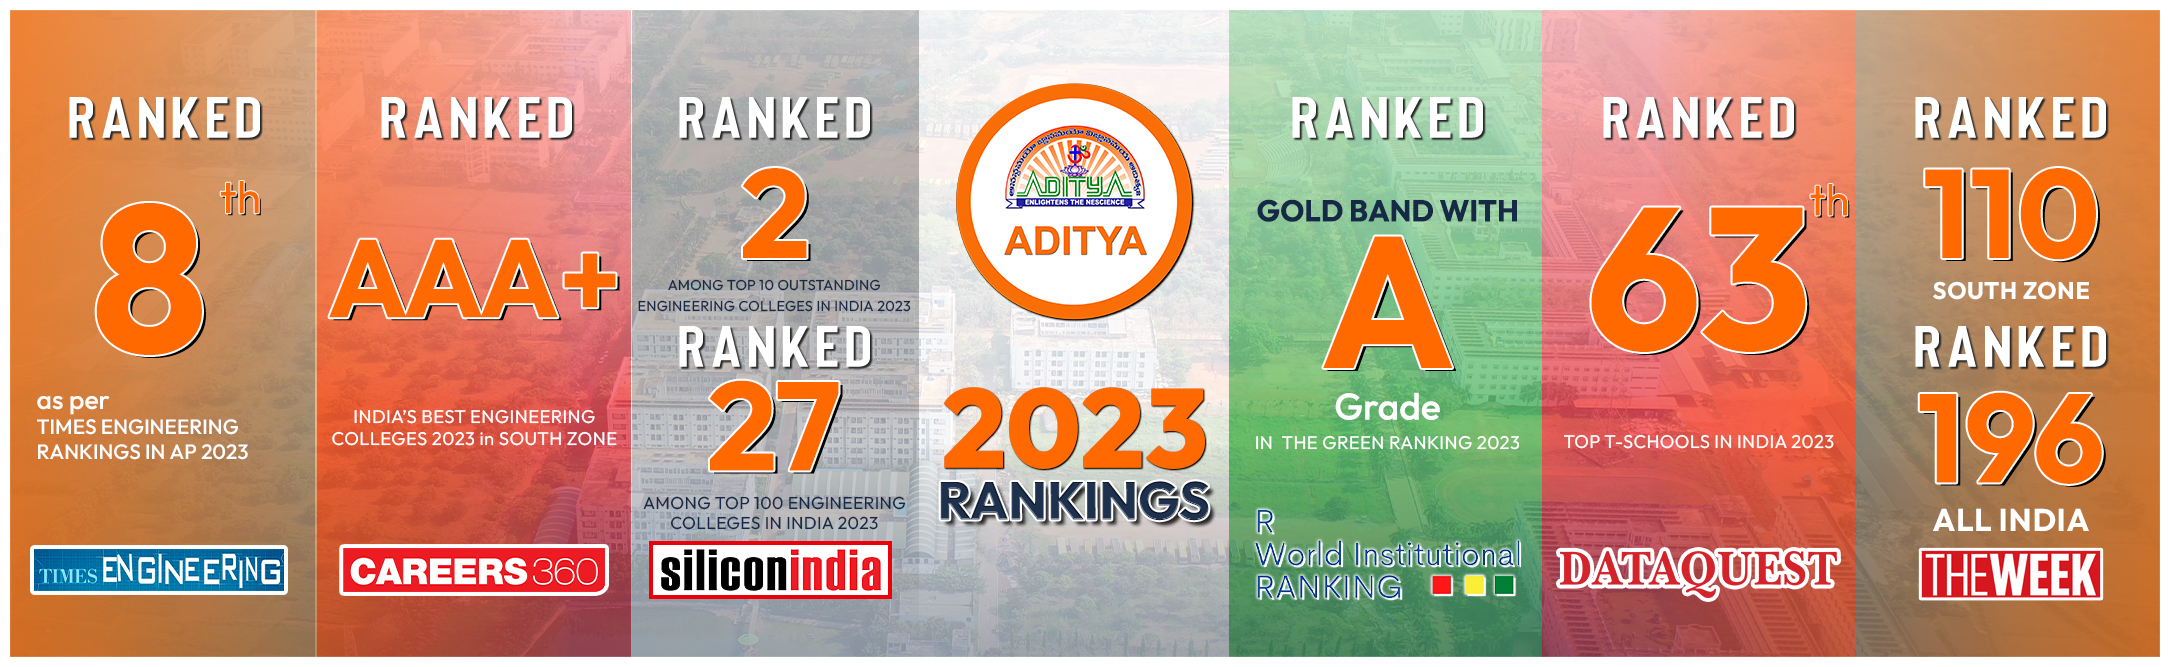 RANKED
8th
as per
TIMES ENGINEERING
RANKINGS IN AP 2023
TIMES ENGINEERING
RANKED
AAA+
INDIA'S BEST ENGINEERING
COLLEGES 2023 in SOUTH ZONE
CAREERS360
RANKED
2
AMONG TOP 10 OUTSTANDING
ENGINEERING COLLEGES IN INDIA 2023
RANKED
27
AMONG TOP 100 ENGINEERING
COLLEGES IN INDIA 2023
siliconindia
ADITYA
ENLIGHTENS THE NESCIENCE
ADITYA
2023
RANKINGS
RANKED
GOLD BAND WITH
A
Grade
IN THE GREEN RANKING 2023
R
World Institutional
RANKING
RANKED
63th
TOP T-SCHOOLS IN INDIA 2023
DATAQUEST
RANKED
110
SOUTH ZONE
RANKED
196
ALL INDIA
THEWEEK